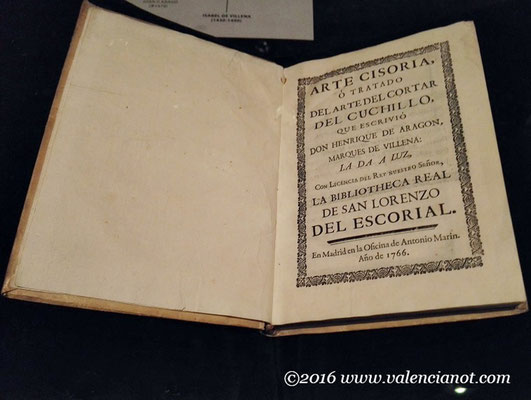 ISABEL DE VILLENA
(1430-1490)
ARTE CISORIA,
Ó TRATADO
DEL ARTE DEL CORTAR
DEL CUCHILLO,
QUE ESCRIVIÓ
DON HENRIQUE DE ARAGON,
MARQUES DE VILLENA:
LA DA A LUZ,
CON LICENCIA DEL REY NUESTRO SEÑOR,
LA BIBLIOTHECA REAL
DE SAN LORENZO
DEL ESCORIAL.
En Madrid en la Oficina de Antonio Marin.
Año de 1766.
©2016 www.valencianot.com